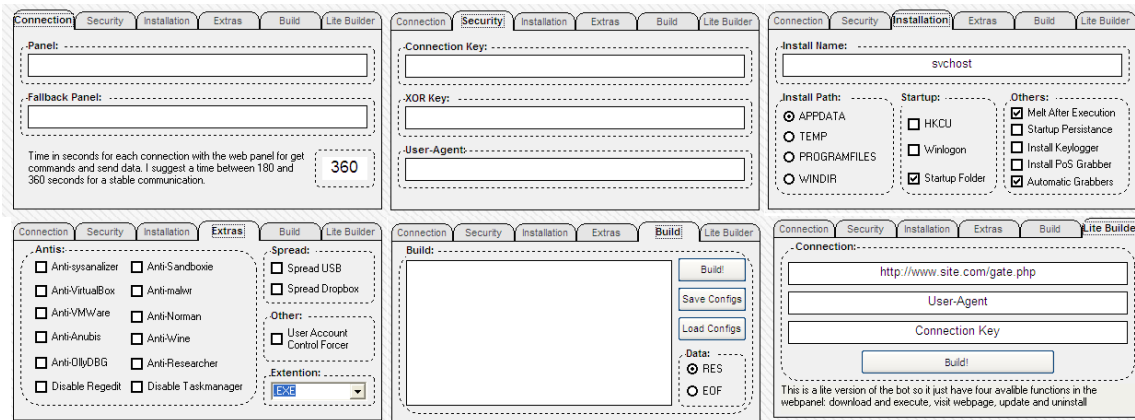 Connection Security Installation Extras Build Lite Builder
Panel:
Fallback Panel:
Time in seconds for each connection with the web panel for get
commands and send data. I suggest a time between 180 and
360 seconds for a stable communication.
360
Connection Security Installation Extras Build Lite Builder
Connection Key:
XOR Key:
User-Agent:
Connection Security Installation Extras Build Lite Builder
Install Name:
svchost
Install Path:
APPDATA
TEMP
PROGRAMFILES
WINDIR
Startup:
HKCU
Winlogon
Startup Folder
Others:
Melt After Execution
Startup Persistance
Install Keylogger
Install PoS Grabber
Automatic Grabbers
Connection Security Installation Extras Build Lite Builder
Antis:
Anti-sysanalizer Anti-Sandboxie
Anti-VirtualBox Anti-malwr
Anti-VMWare Anti-Norman
Anti-Anubis Anti-Wine
Anti-OllyDBG Anti-Researcher
Disable Regedit Disable Taskmanager
Spread:
Spread USB
Spread Dropbox
Other:
User Account
Control Forcer
Extention:
.EXE
Connection Security Installation Extras Build Lite Builder
Build:
Build!
Save Configs
Load Configs
Data:
RES
EOF
Connection Security Installation Extras Build Lite Builde
Connection:
http://www.site.com/gate.php
User-Agent
Connection Key
Build!
This is a lite version of the bot so it just have four avalible functions in the
webpanel: download and execute, visit webpage, update and uninstall